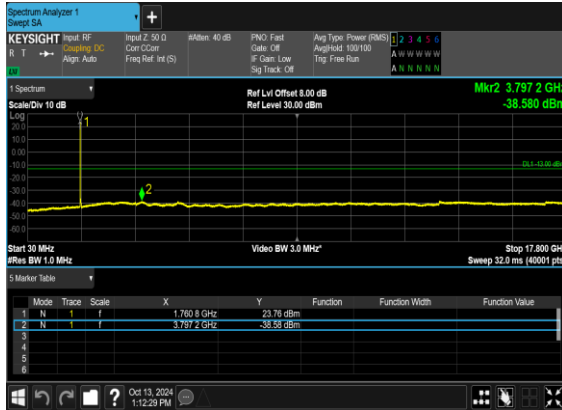 Spectrum Analyzer 1
Swept SA
+
KEYSIGHT Input: RF Input Z: 50 Ω #Atten: 40 dB PNO: Fast Avg Type: Power (RMS) 1 2 3 4 5 6
R T Coupling: DC Corr CCorr Gate: Off Avg|Hold: 100/100 A W W W W W
Align: Auto Freq Ref: Int (S) IF Gain: Low Trig: Free Run
Sig Track: Off A N N N N N
1 Spectrum Ref Lvl Offset 8.00 dB Mkr2 3.797 2 GHz
Scale/Div 10 dB Ref Level 30.00 dBm -38.580 dBm
Log
20.0
10.0
0.00
-10.0
-20.0
-30.0
-40.0
-50.0
-60.0
1
2
DL1 -13.00 dBm
Start 30 MHz Video BW 3.0 MHz* Stop 17.800 GHz
#Res BW 1.0 MHz Sweep 32.0 ms (40001 pts)
5 Marker Table
Mode Trace Scale X Y Function Function Width Function Value
1 N 1 f 1.760 8 GHz 23.76 dBm
2 N 1 f 3.797 2 GHz -38.58 dBm
3
4
5
6
? Oct 13, 2024
1:12:29 PM